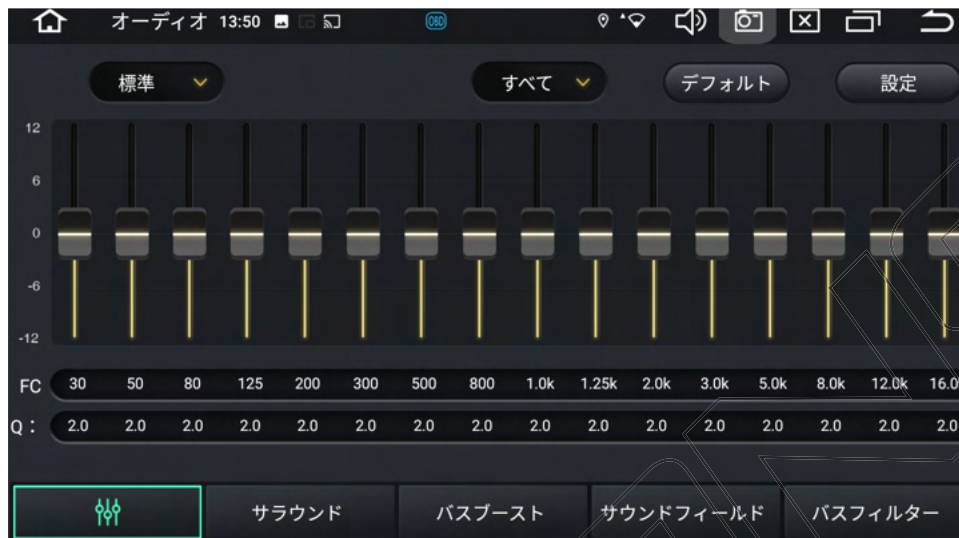 オーディオ 13:50 OBD
標準 すべて デフォルト 設定
12
6
0
-6
-12
FC 30 50 80 125 200 300 500 800 1.0k 1.25k 2.0k 3.0k 5.0k 8.0k 12.0k 16.0
Q： 2.0 2.0 2.0 2.0 2.0 2.0 2.0 2.0 2.0 2.0 2.0 2.0 2.0 2.0 2.0 2.0
サラウンド バスブースト サウンドフィールド バスフィルター